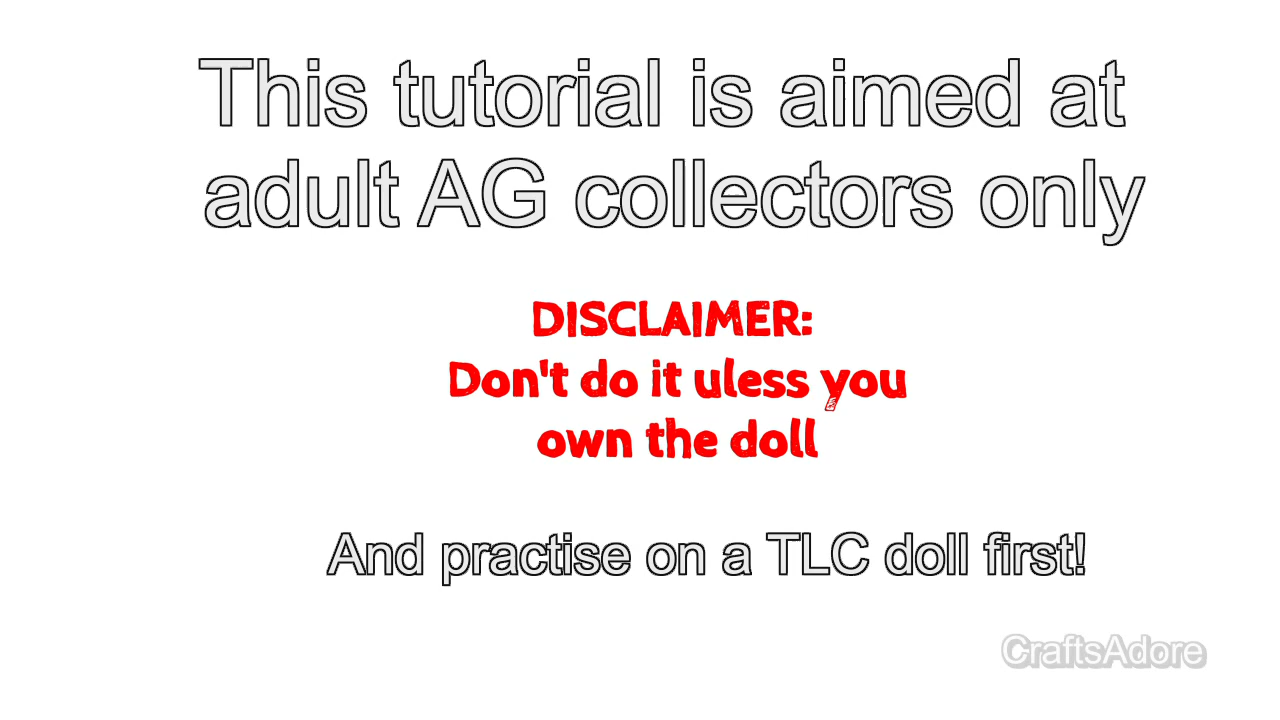 This tutorial is aimed at
adult AG collectors only
DISCLAIMER:
Don't do it uless you
own the doll
And practise on a TLC doll first!
CraftsAdore